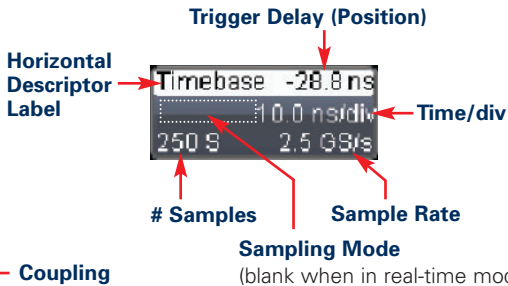 Trigger Delay (Position)
Horizontal
Descriptor
Label
Timebase -28.8 ns
10.0 ns/div
Time/div
250 S 2.5 GS/s
# Samples
Sample Rate
Sampling Mode
Coupling
(blank when in real-time